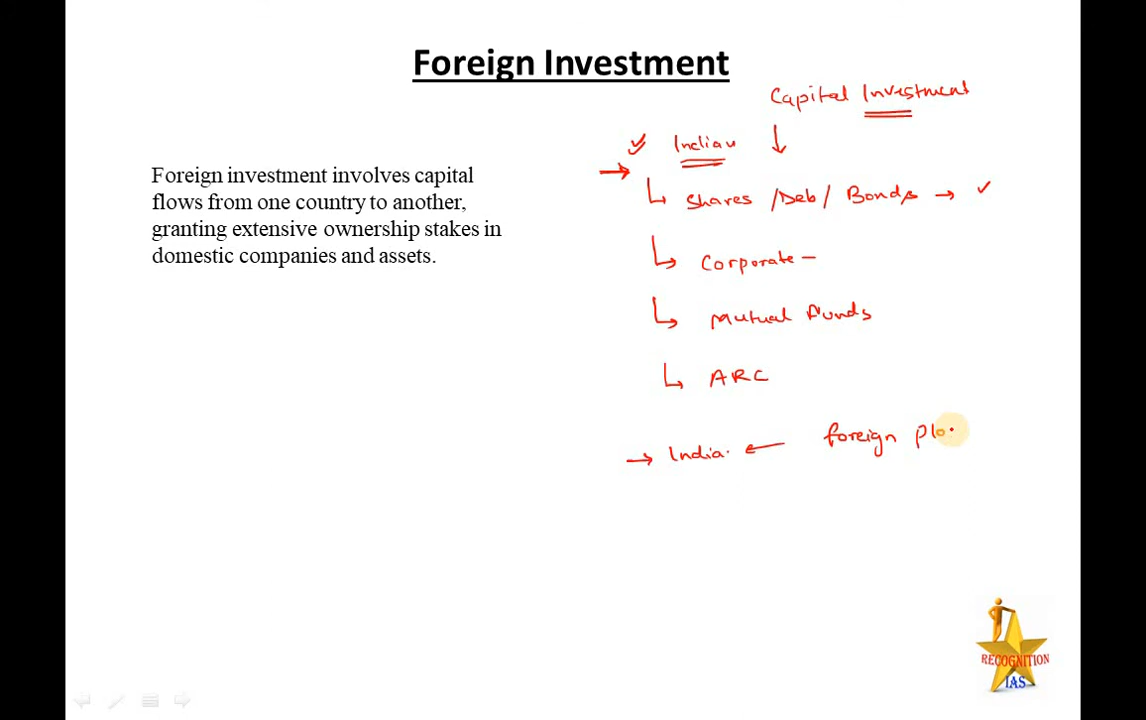 Foreign Investment
Capital Investment
Foreign investment involves capital
flows from one country to another,
granting extensive ownership stakes in
domestic companies and assets.
Indian
Shares /Deb/ Bonds
Corporate -
Mutual Funds
ARC
India. foreign
RECOGNITION
IAS